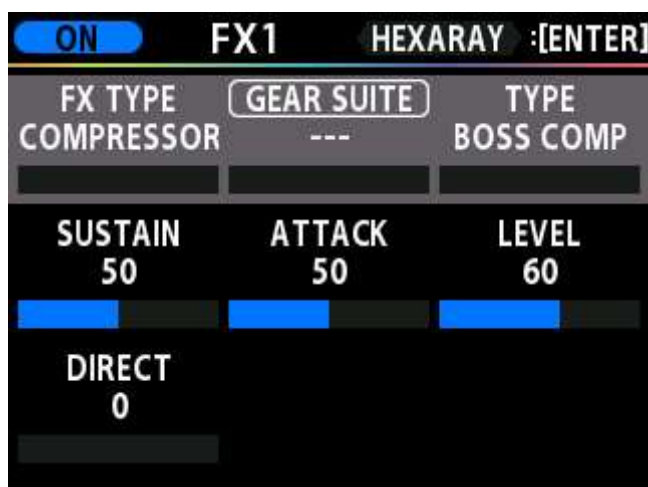 ON FX1 HEXARAY :[ENTER]
FX TYPE GEAR SUITE TYPE
COMPRESSOR --- BOSS COMP
SUSTAIN ATTACK LEVEL
50 50 60
DIRECT
0